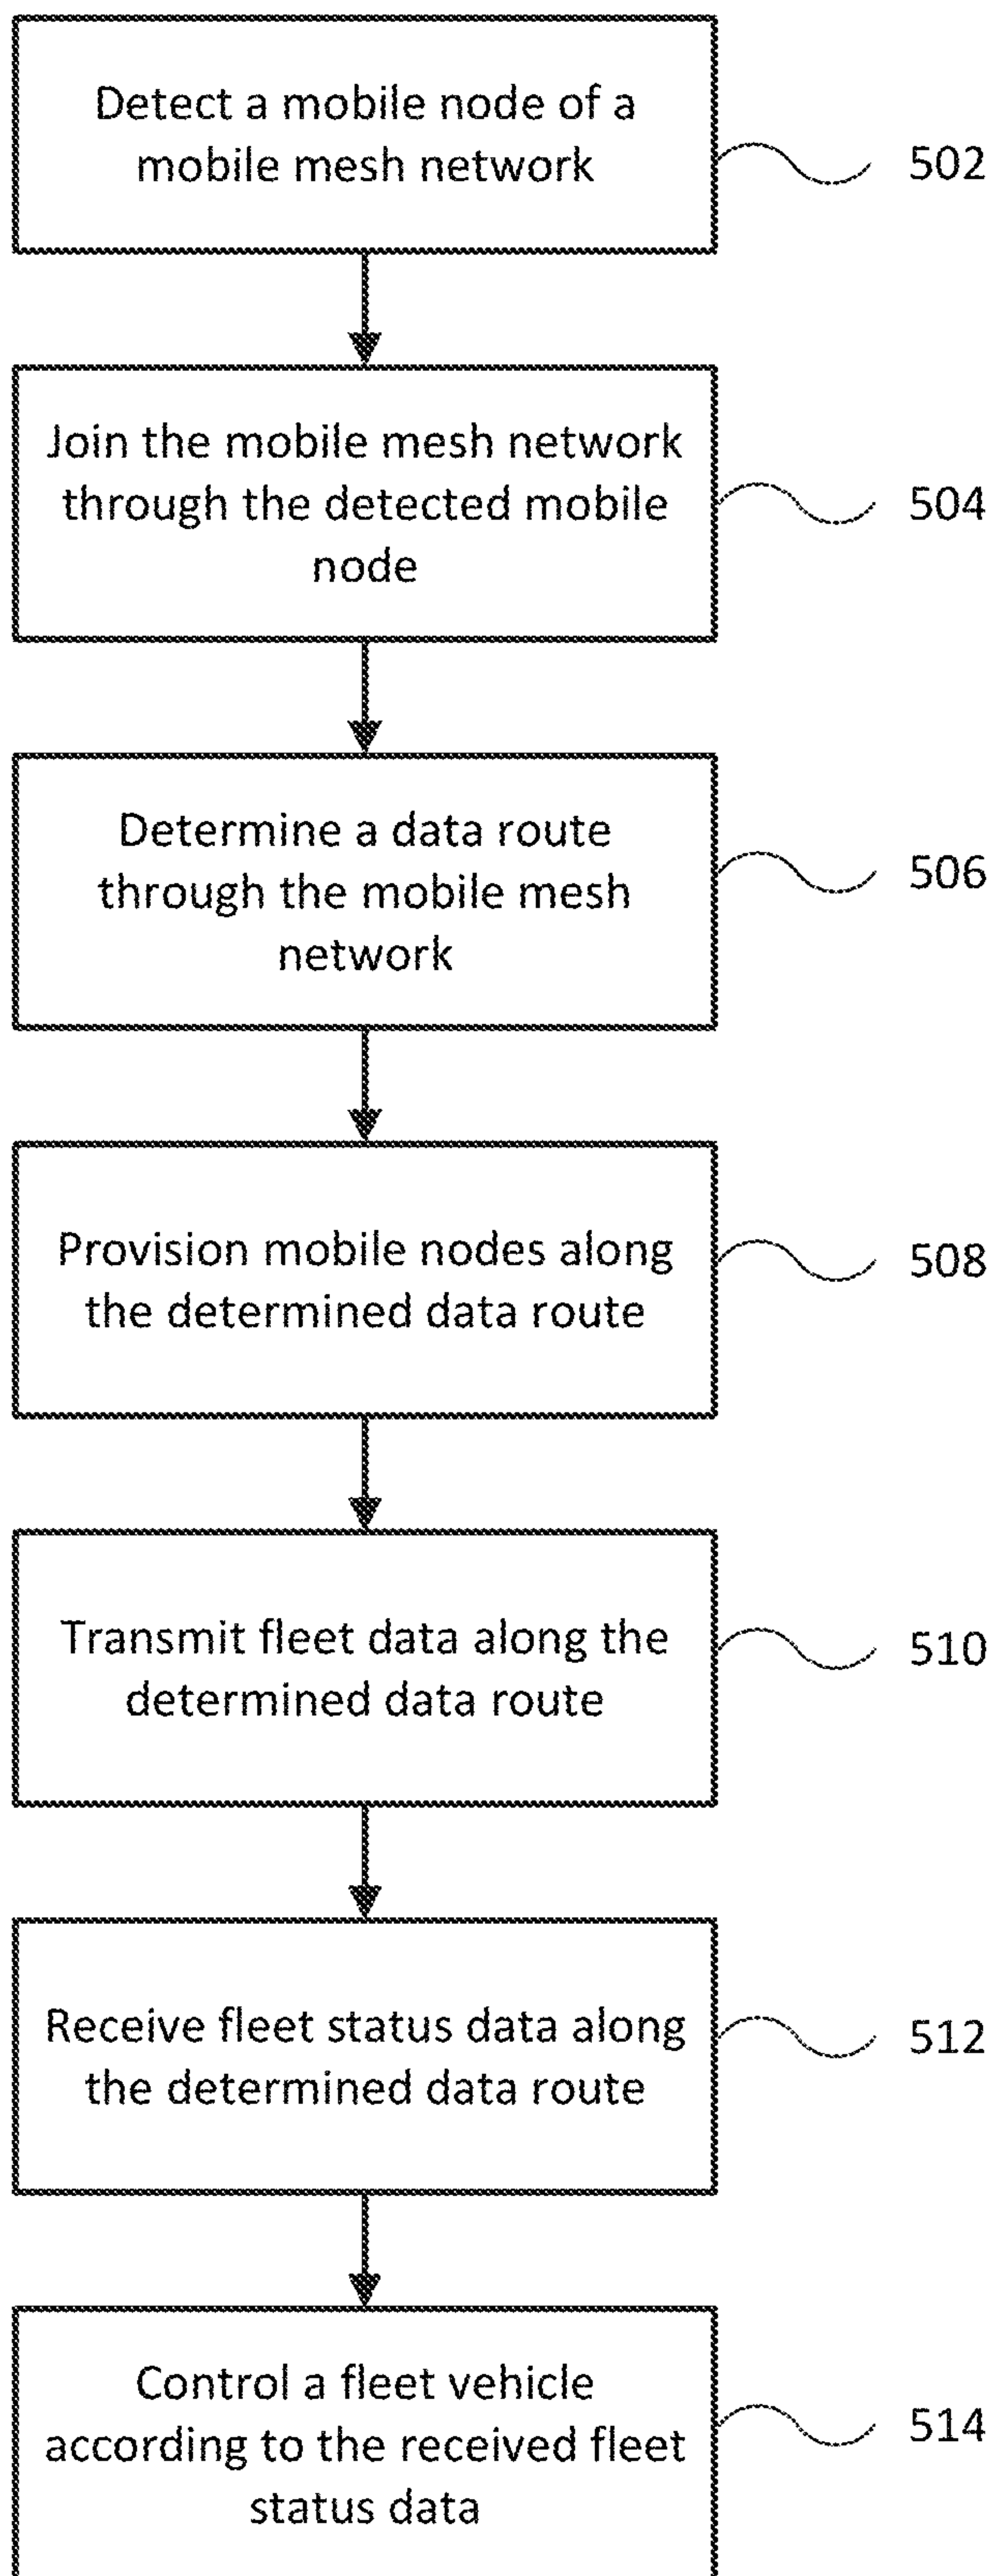 Detect a mobile node of a
mobile mesh network
502
Join the mobile mesh network
through the detected mobile
node
504
Determine a data route
through the mobile mesh
network
506
Provision mobile nodes along
the determined data route
508
Transmit fleet data along the
determined data route
510
Receive fleet status data along
the determined data route
512
Control a fleet vehicle
according to the received fleet
status data
514